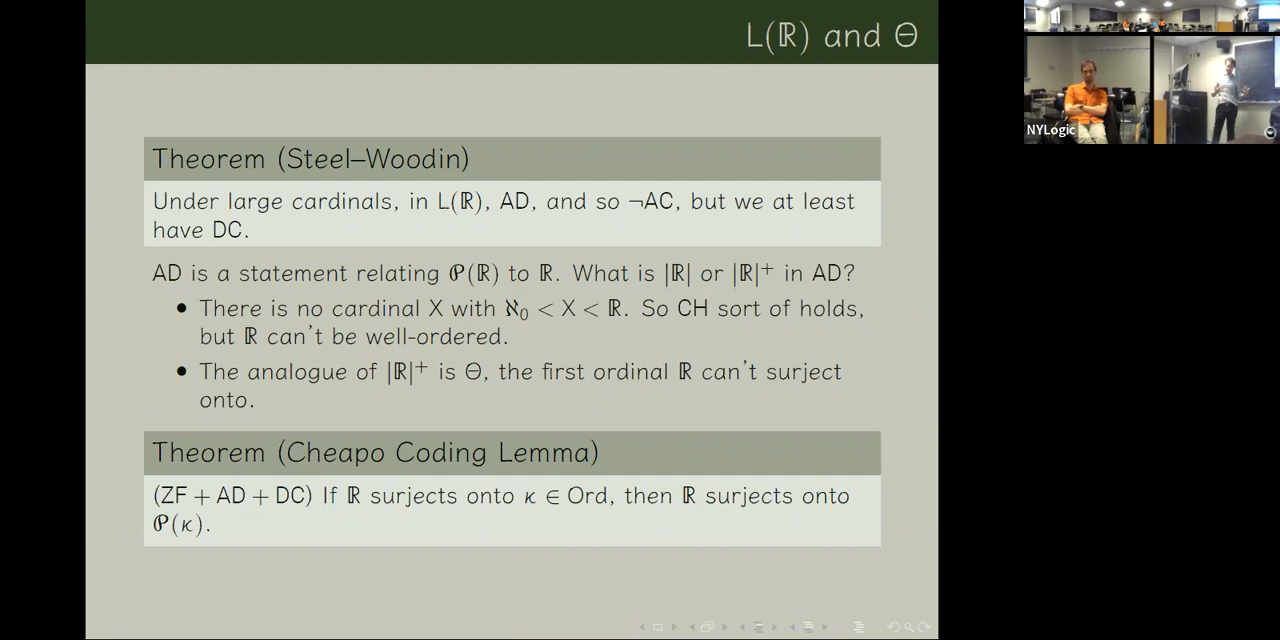 L(ℝ) and Θ
Theorem (Steel–Woodin)
Under large cardinals, in L(ℝ), AD, and so ¬AC, but we at least
have DC.
AD is a statement relating 𝒫(ℝ) to ℝ. What is |ℝ| or |ℝ|⁺ in AD?
• There is no cardinal X with ℵ₀ < X < ℝ. So CH sort of holds,
but ℝ can't be well-ordered.
• The analogue of |ℝ|⁺ is Θ, the first ordinal ℝ can't surject
onto.
Theorem (Cheapo Coding Lemma)
(ZF + AD + DC) If ℝ surjects onto κ ∈ Ord, then ℝ surjects onto
𝒫(κ).
NYLogic